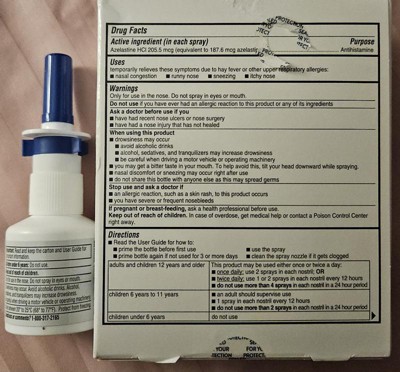 Drug Facts
Active ingredient (in each spray) Purpose
Azelastine HCl 205.5 mcg (equivalent to 187.6 mcg azelast Antihistamine
Uses
temporarily relieves these symptoms due to hay fever or other upper respiratory allergies:
■ nasal congestion ■ runny nose ■ sneezing ■ itchy nose
Warnings
Only for use in the nose. Do not spray in eyes or mouth.
Do not use if you have ever had an allergic reaction to this product or any of its ingredients
Ask a doctor before use if you
■ have had recent nose ulcers or nose surgery
■ have had a nose injury that has not healed
When using this product
■ drowsiness may occur
■ avoid alcoholic drinks
■ alcohol, sedatives, and tranquilizers may increase drowsiness
■ be careful when driving a motor vehicle or operating machinery
■ you may get a bitter taste in your mouth. To help avoid this, tilt your head downward while spraying.
■ nasal discomfort or sneezing may occur right after use
■ do not share this bottle with anyone else as this may spread germs
Stop use and ask a doctor if
■ an allergic reaction, such as a skin rash, to this product occurs
■ you have severe or frequent nosebleeds
If pregnant or breast-feeding, ask a health professional before use.
Keep out of reach of children. In case of overdose, get medical help or contact a Poison Control Center
right away.
Directions
■ Read the User Guide for how to:
■ prime the bottle before first use ■ use the spray
■ prime bottle again if not used for 3 or more days ■ clean the spray nozzle if it gets clogged
adults and children 12 years and older This product may be used either once or twice a day:
■ once daily: use 2 sprays in each nostril; OR
■ twice daily: use 1 or 2 sprays in each nostril every 12 hours
■ do not use more than 4 sprays in each nostril in a 24 hour period
children 6 years to 11 years ■ an adult should supervise use
■ 1 spray in each nostril every 12 hours
■ do not use more than 2 sprays in each nostril in a 24 hour period
children under 6 years do not use
YOUR FOR YOUR
PROTECT